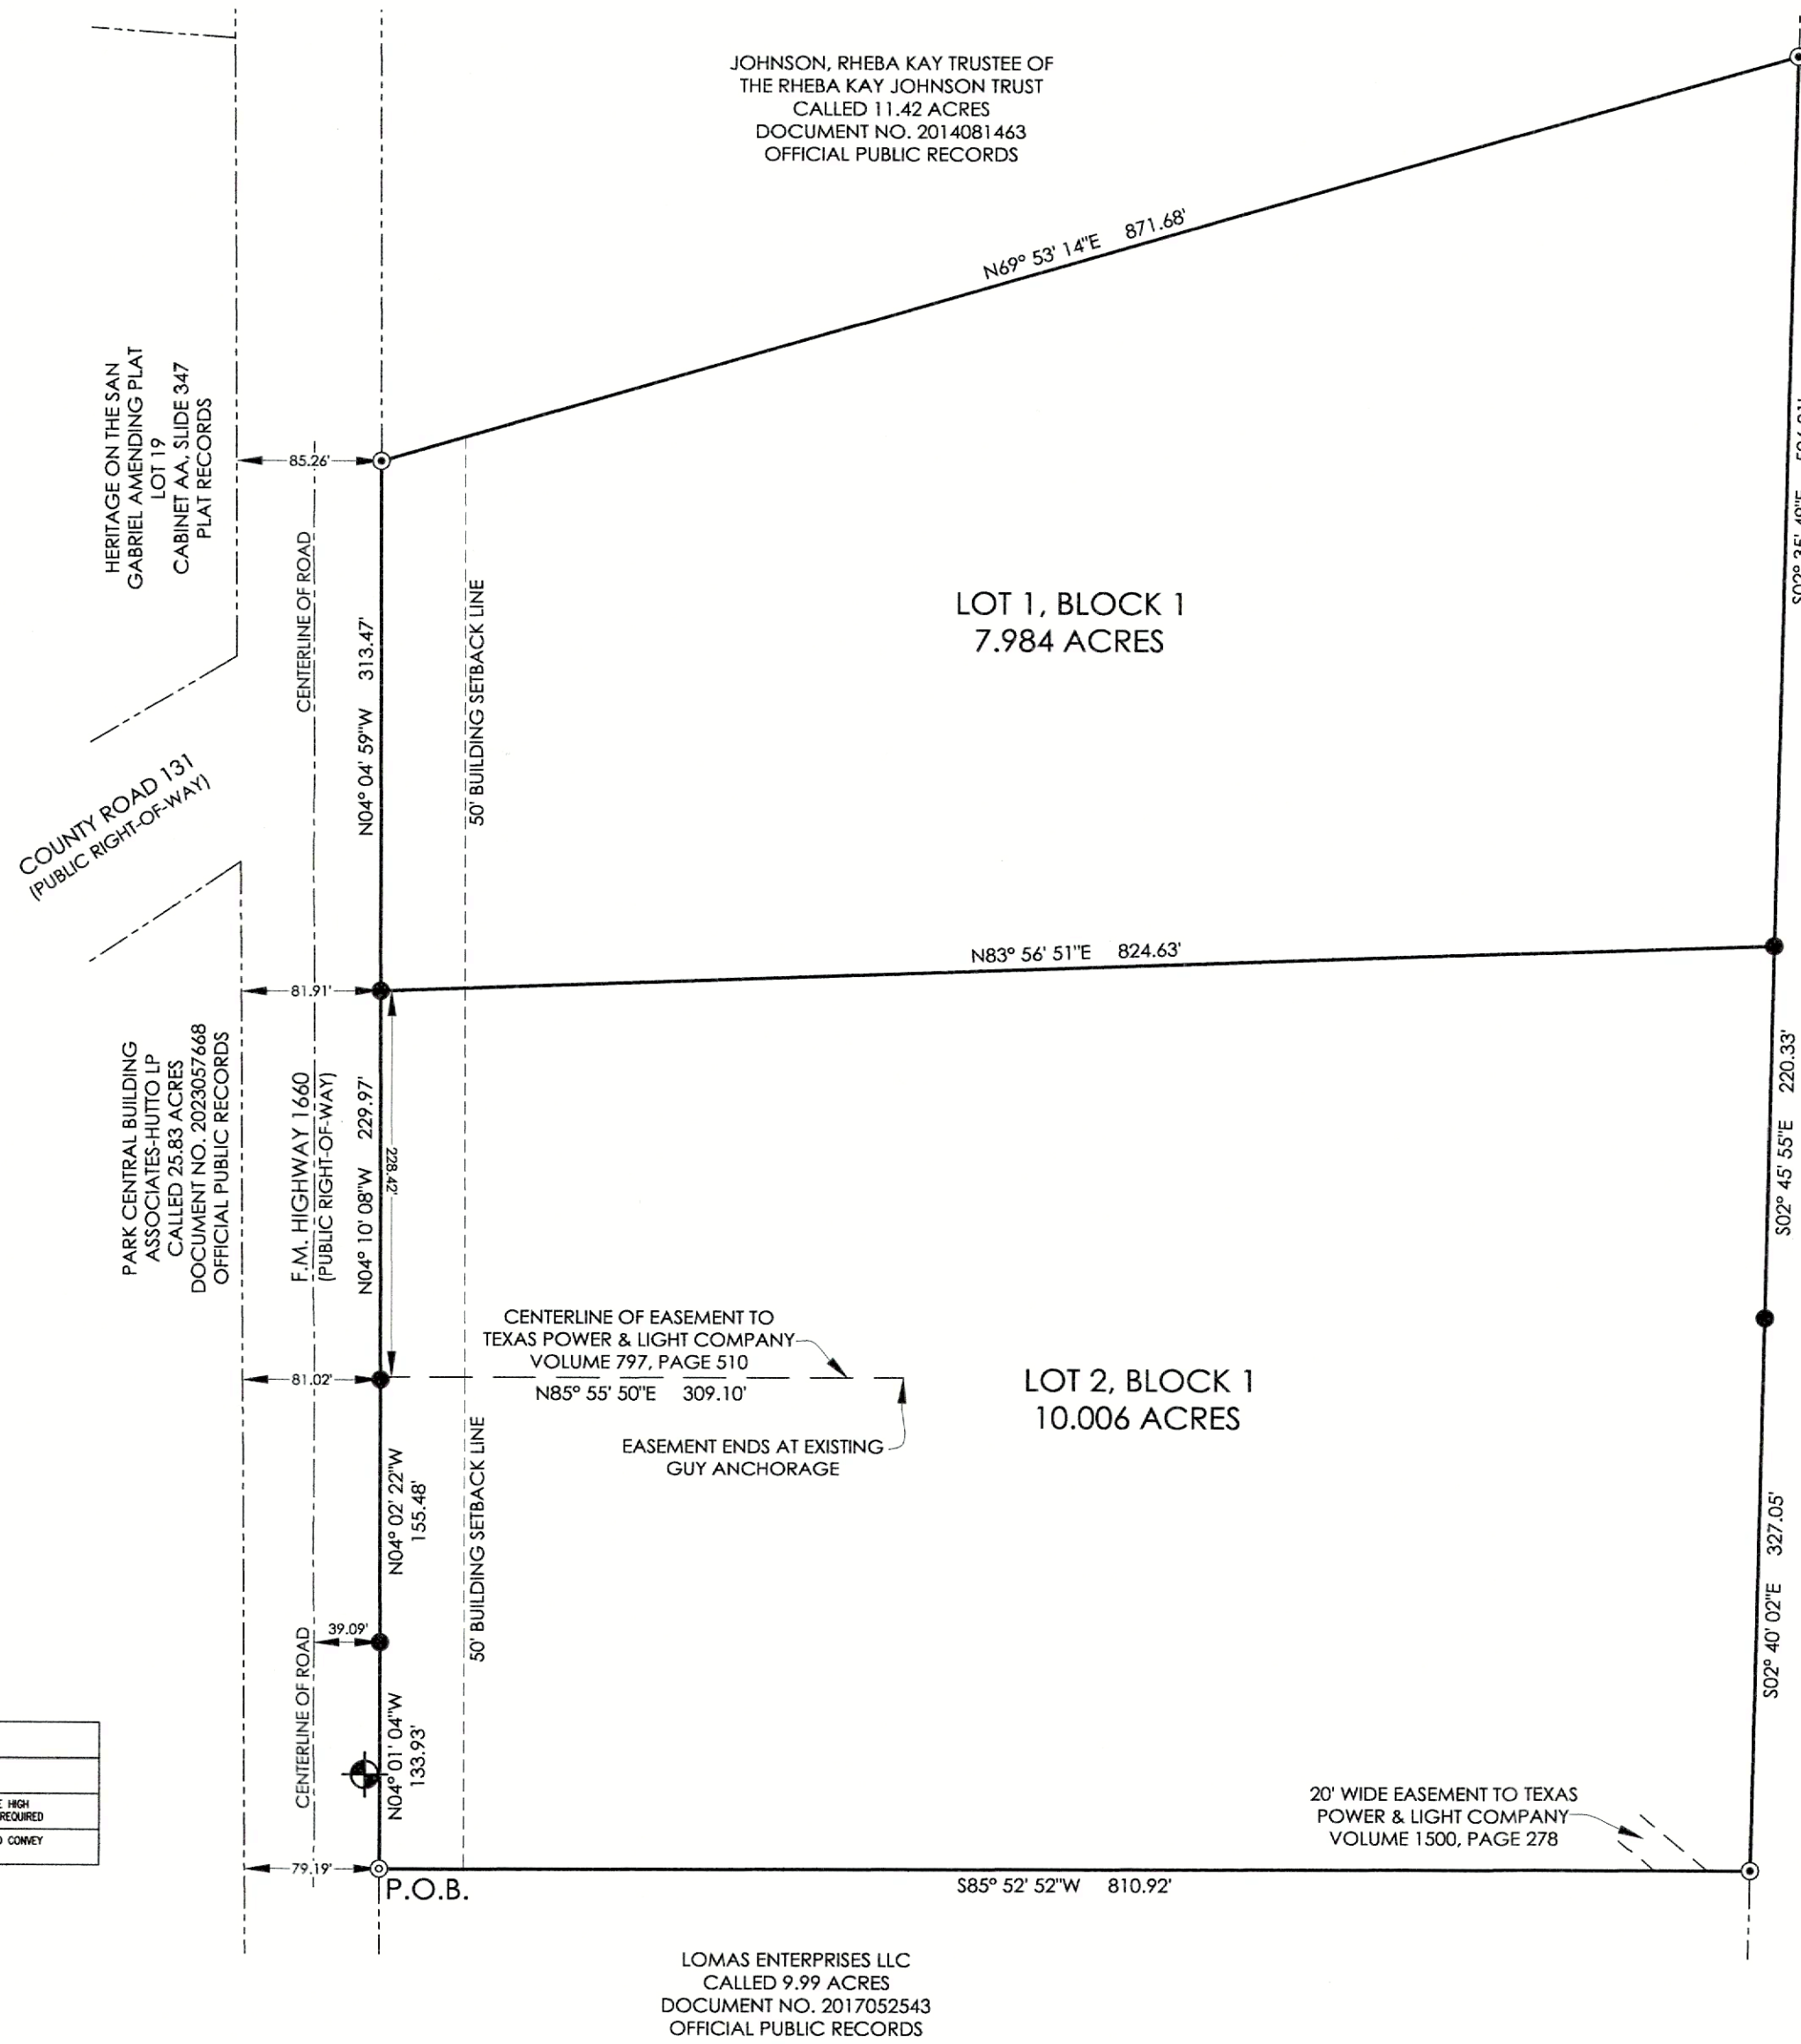 JOHNSON, RHEBA KAY TRUSTEE OF
THE RHEBA KAY JOHNSON TRUST
CALLED 11.42 ACRES
DOCUMENT NO. 2014081463
OFFICIAL PUBLIC RECORDS
N69° 53' 14"E 871.68'
HERITAGE ON THE SAN
GABRIEL AMENDING PLAT
LOT 19
CABINET AA, SLIDE 347
PLAT RECORDS
85.26'
CENTERLINE OF ROAD
N04° 04' 59"W 313.47'
50' BUILDING SETBACK LINE
LOT 1, BLOCK 1
7.984 ACRES
COUNTY ROAD 131
(PUBLIC RIGHT-OF-WAY)
N83° 56' 51"E 824.63'
81.91'
PARK CENTRAL BUILDING
ASSOCIATES-HUTTO LP
CALLED 25.83 ACRES
DOCUMENT NO. 2023057668
OFFICIAL PUBLIC RECORDS
F.M. HIGHWAY 1660
(PUBLIC RIGHT-OF-WAY)
N04° 10' 08"W 229.97'
228.42'
S02° 45' 55"E 220.33'
CENTERLINE OF EASEMENT TO
TEXAS POWER & LIGHT COMPANY
VOLUME 797, PAGE 510
N85° 55' 50"E 309.10'
81.02'
EASEMENT ENDS AT EXISTING
GUY ANCHORAGE
LOT 2, BLOCK 1
10.006 ACRES
N04° 02' 22"W
155.48'
50' BUILDING SETBACK LINE
S02° 40' 02"E 327.05'
39.09'
CENTERLINE OF ROAD
N04° 01' 04"W
133.93'
HIGH
REQUIRED
CONVEY
20' WIDE EASEMENT TO TEXAS
POWER & LIGHT COMPANY
VOLUME 1500, PAGE 278
79.19'
P.O.B.
S85° 52' 52"W 810.92'
LOMAS ENTERPRISES LLC
CALLED 9.99 ACRES
DOCUMENT NO. 2017052543
OFFICIAL PUBLIC RECORDS